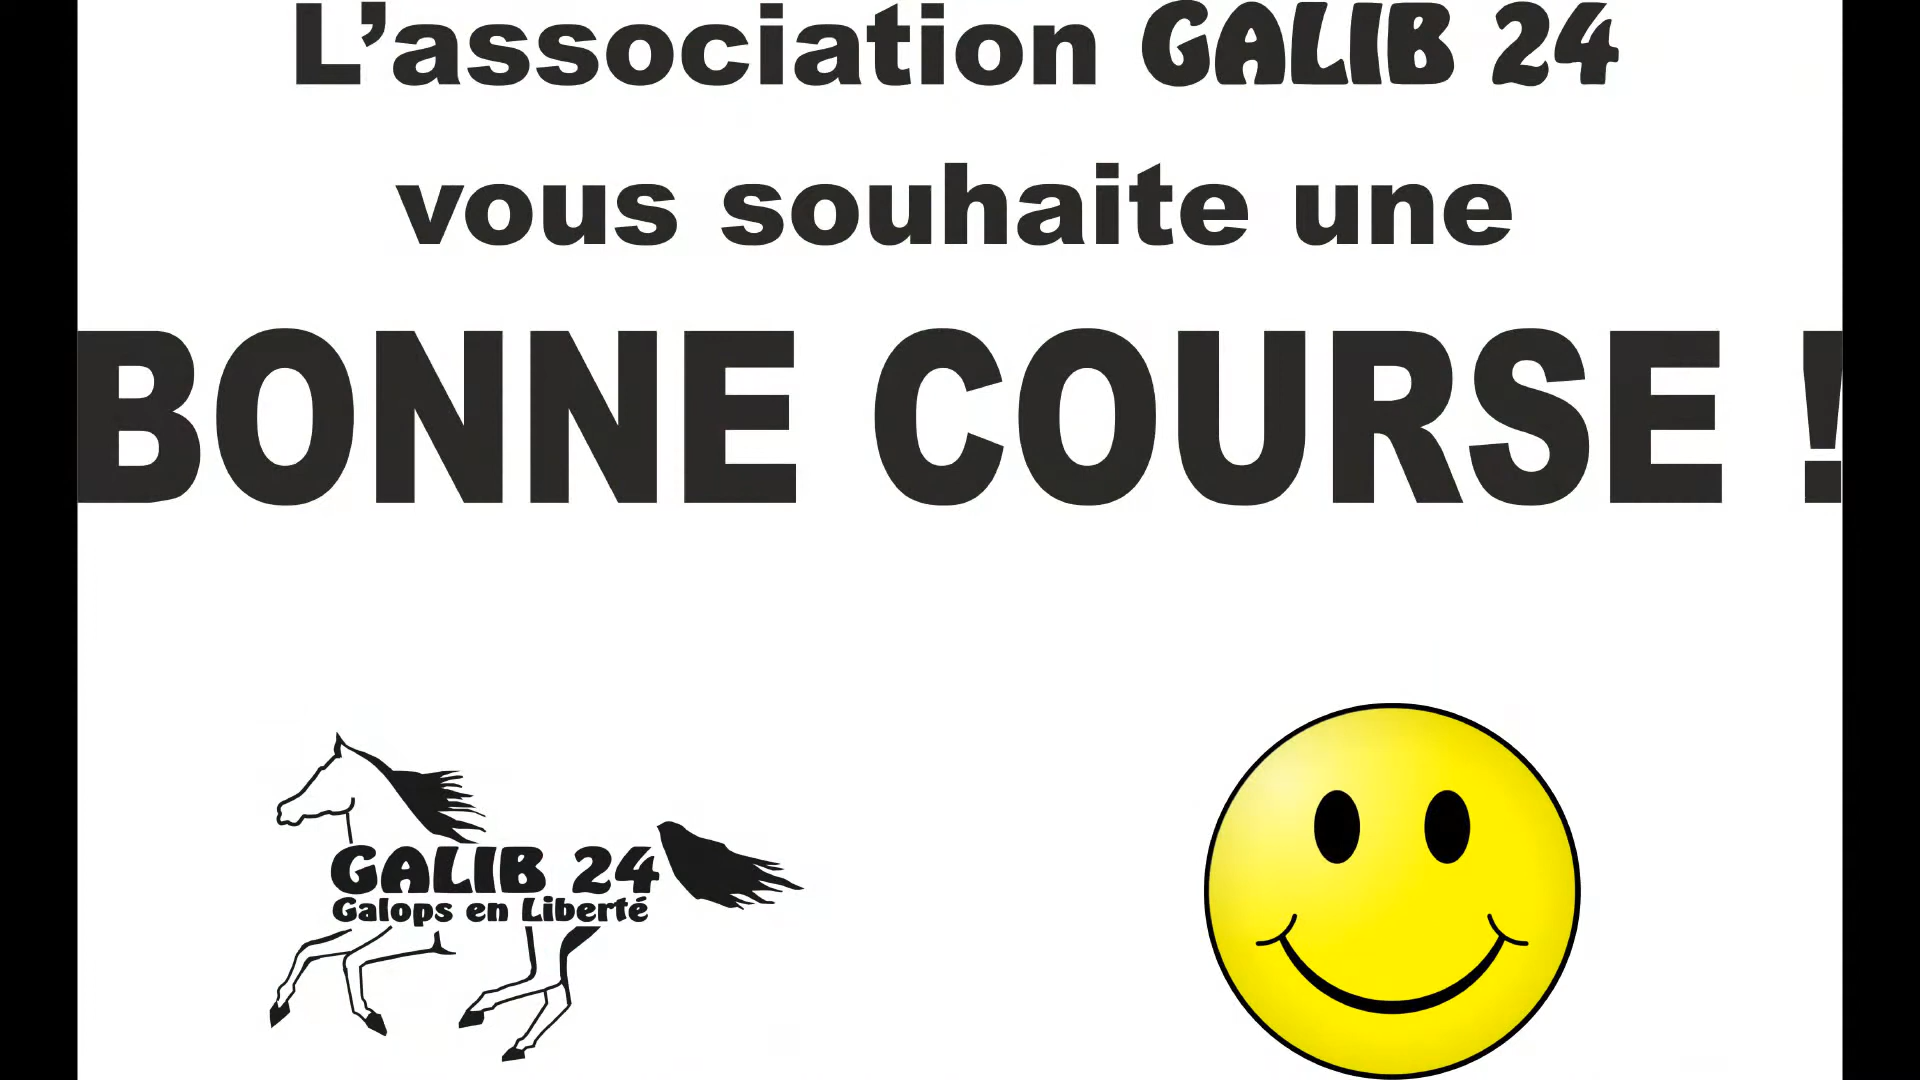 L’association GALIB 24
vous souhaite une
BONNE COURSE !
GALIB 24
Galops en Liberté